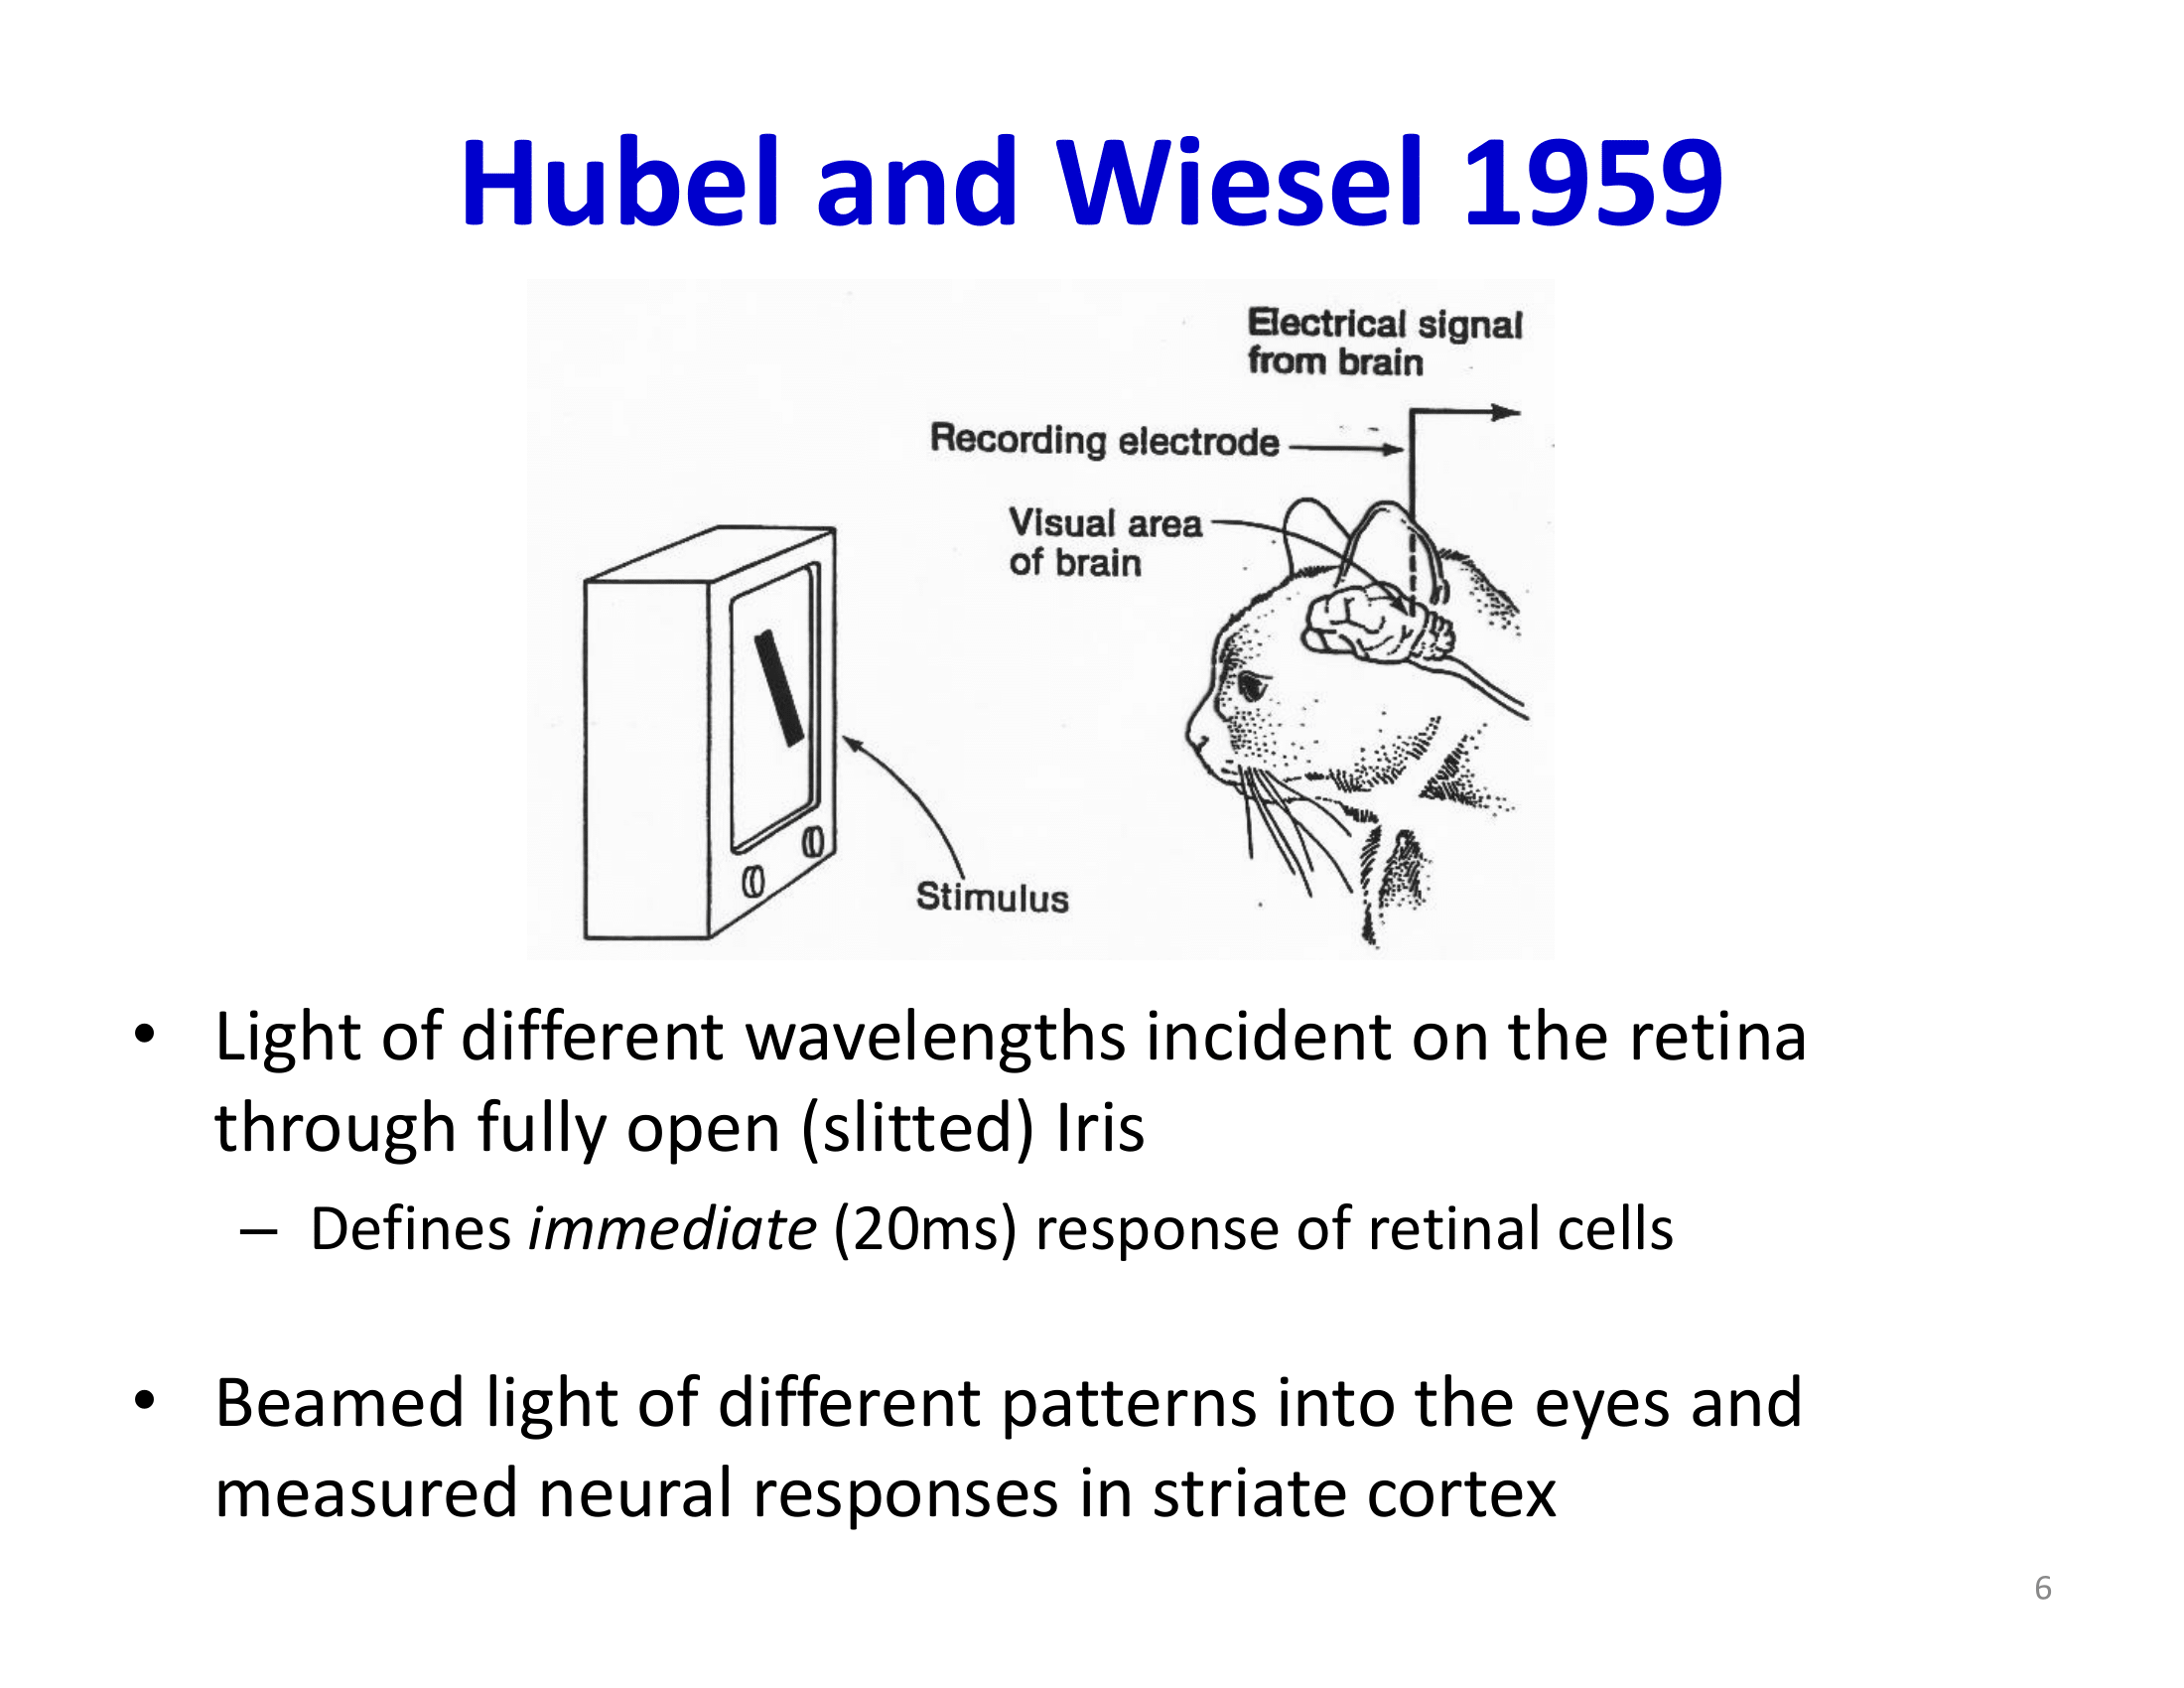 Hubel and Wiesel 1959
Electrical signal
from brain
Recording electrode
Visual area
of brain
Stimulus
• Light of different wavelengths incident on the retina
through fully open (slitted) Iris
– Defines immediate (20ms) response of retinal cells
• Beamed light of different patterns into the eyes and
measured neural responses in striate cortex
6